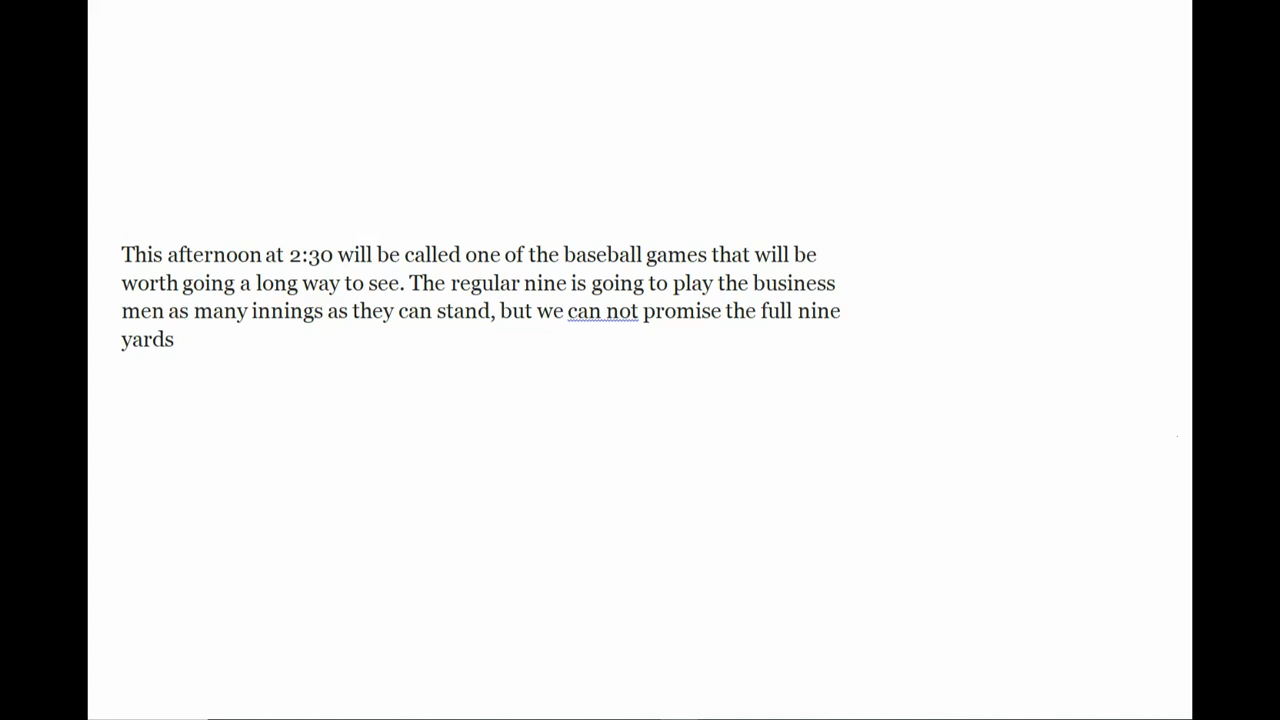 This afternoon at 2:30 will be called one of the baseball games that will be
worth going a long way to see. The regular nine is going to play the business
men as many innings as they can stand, but we can not promise the full nine
yards